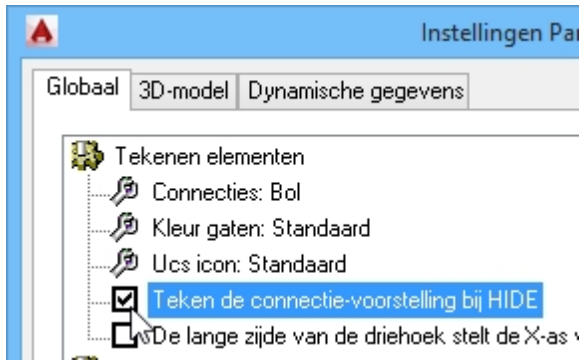 Instellingen
Globaal 3D-model Dynamische gegevens
Tekenen elementen
Connecties: Bol
Kleur gaten: Standaard
Ucs icon: Standaard
Teken de connectie-voorstelling bij HIDE
De lange zijde van de driehoek stelt de X-as